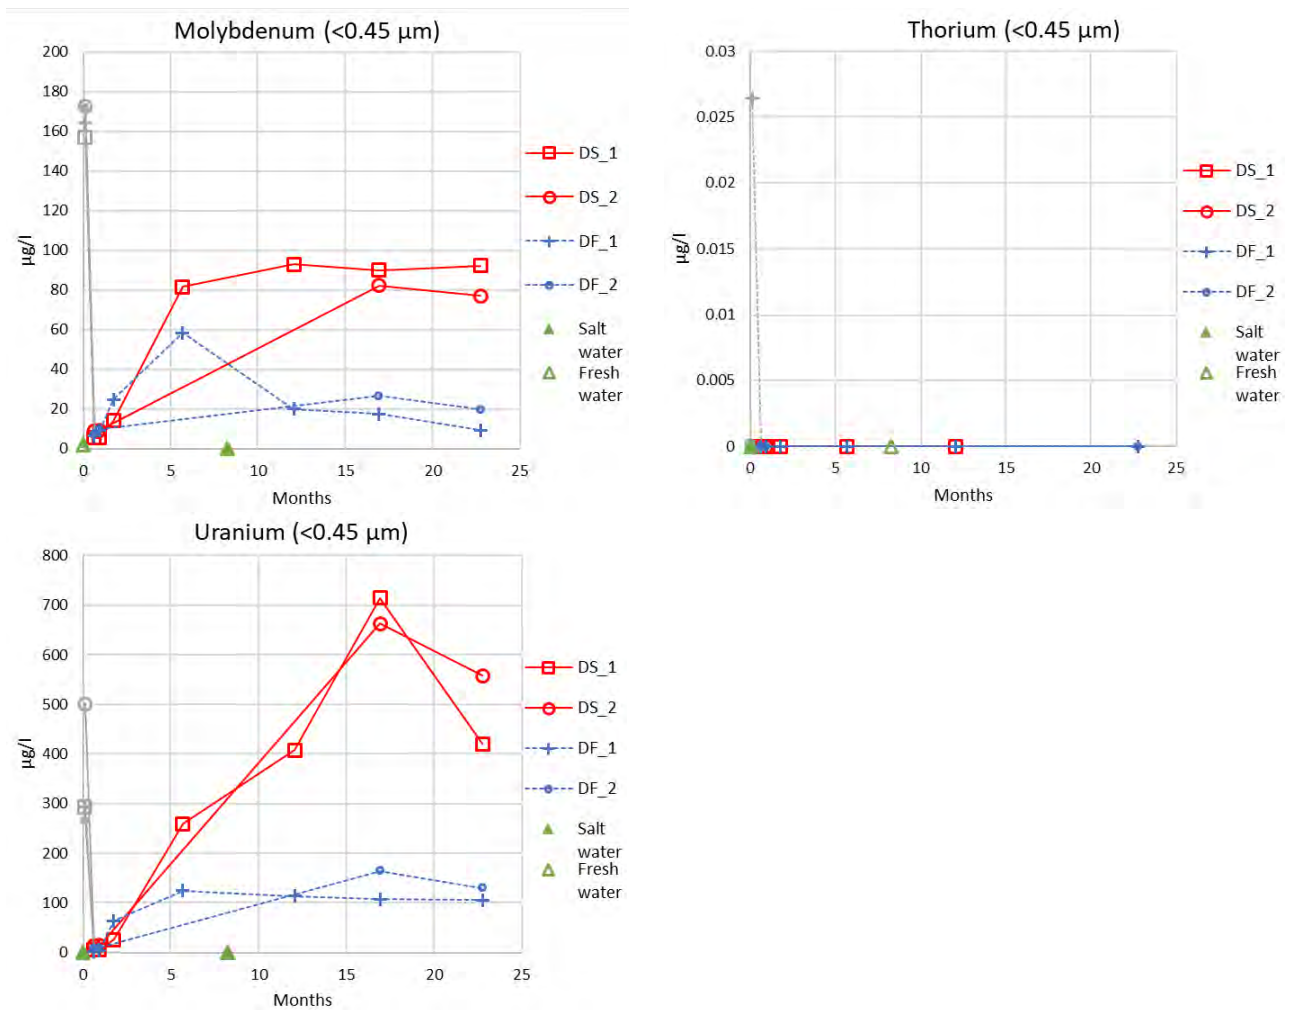 Molybdenum (<0.45 µm)
200
180
160
140
120
100
80
60
40
20
0
µg/l
0 5 10 15 20 25
Months
DS_1
DS_2
DF_1
DF_2
Salt
water
Fresh
water
Thorium (<0.45 µm)
0.03
0.025
0.02
0.015
0.01
0.005
0
µg/l
0 5 10 15 20 25
Months
DS_1
DS_2
DF_1
DF_2
Salt
water
Fresh
water
Uranium (<0.45 µm)
800
700
600
500
400
300
200
100
0
µg/l
0 5 10 15 20 25
Months
DS_1
DS_2
DF_1
DF_2
Salt
water
Fresh
water